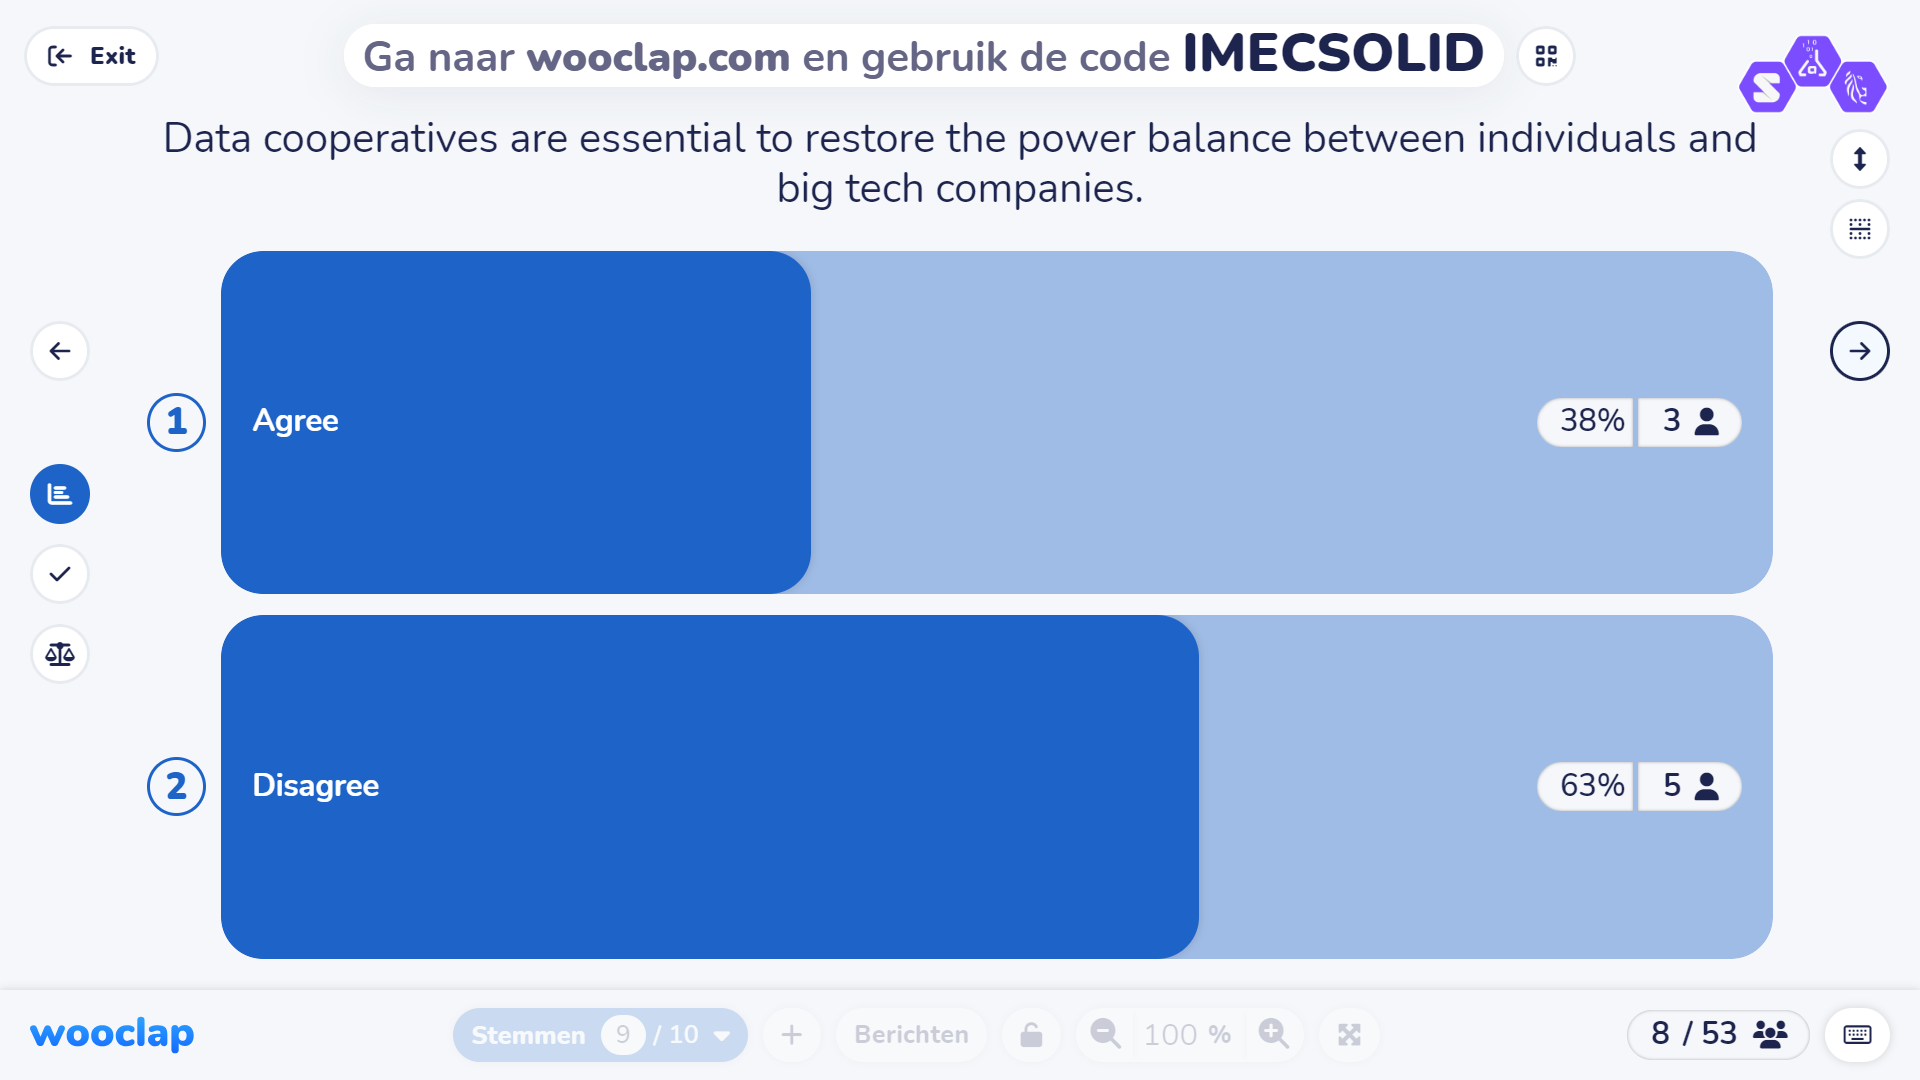 Exit
Ga naar wooclap.com en gebruik de code IMECSOLID
Data cooperatives are essential to restore the power balance between individuals and
big tech companies.
1 Agree 38% 3
2 Disagree 63% 5
wooclap
Stemmen 9 / 10
Berichten
100 %
8 / 53